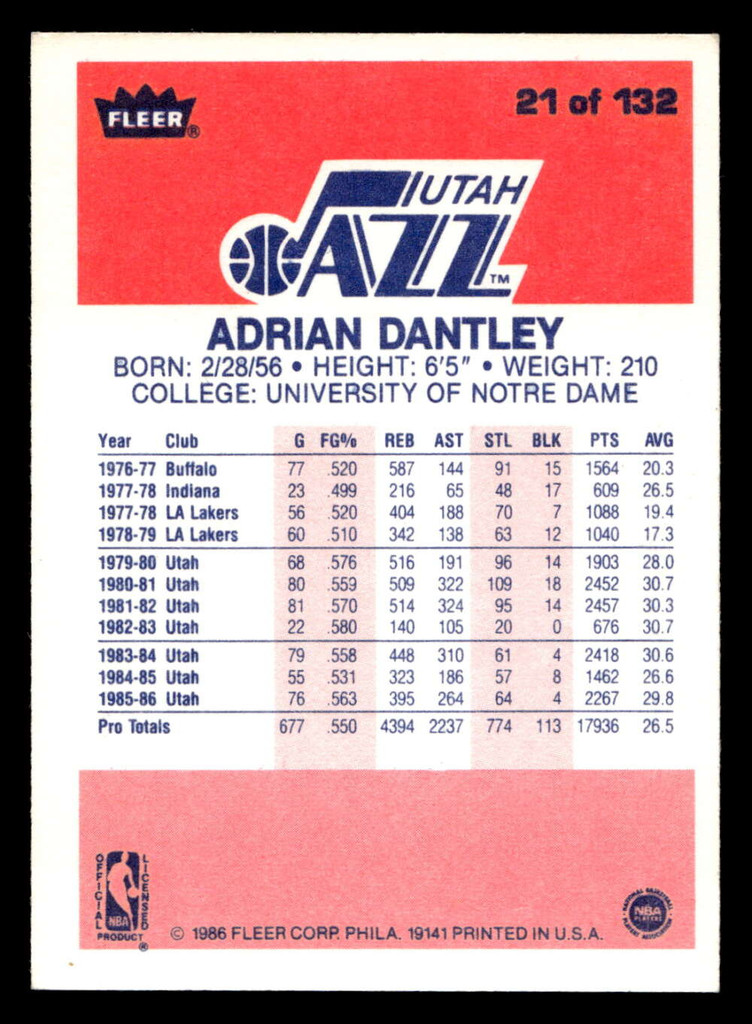 FLEER®
21 of 132
UTAH
JAZZ™
ADRIAN DANTLEY
BORN: 2/28/56 • HEIGHT: 6'5" • WEIGHT: 210
COLLEGE: UNIVERSITY OF NOTRE DAME
Year Club G FG% REB AST STL BLK PTS AVG
1976-77 Buffalo 77 .520 587 144 91 15 1564 20.3
1977-78 Indiana 23 .499 216 65 48 17 609 26.5
1977-78 LA Lakers 56 .520 404 188 70 7 1088 19.4
1978-79 LA Lakers 60 .510 342 138 63 12 1040 17.3
1979-80 Utah 68 .576 516 191 96 14 1903 28.0
1980-81 Utah 80 .559 509 322 109 18 2452 30.7
1981-82 Utah 81 .570 514 324 95 14 2457 30.3
1982-83 Utah 22 .580 140 105 20 0 676 30.7
1983-84 Utah 79 .558 448 310 61 4 2418 30.6
1984-85 Utah 55 .531 323 186 57 8 1462 26.6
1985-86 Utah 76 .563 395 264 64 4 2267 29.8
Pro Totals 677 .550 4394 2237 774 113 17936 26.5
OFFICIAL LICENSED
NBA
PRODUCT ®
© 1986 FLEER CORP. PHILA. 19141 PRINTED IN U.S.A.
NATIONAL BASKETBALL
NBA
PLAYERS
PLAYERS ASSOCIATION